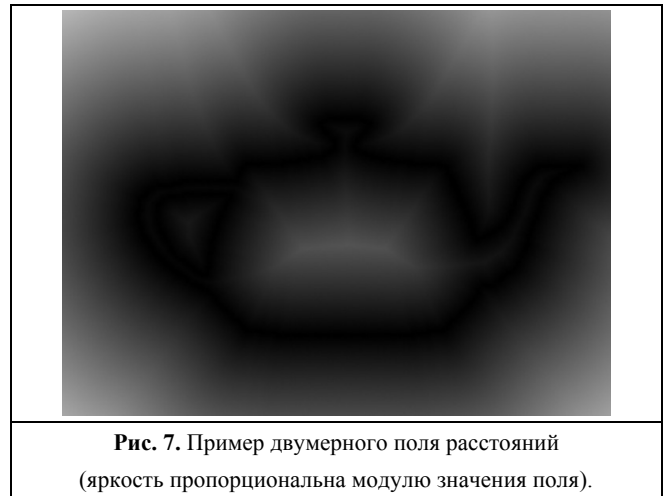 Рис. 7. Пример двумерного поля расстояний
(яркость пропорциональна модулю значения поля).